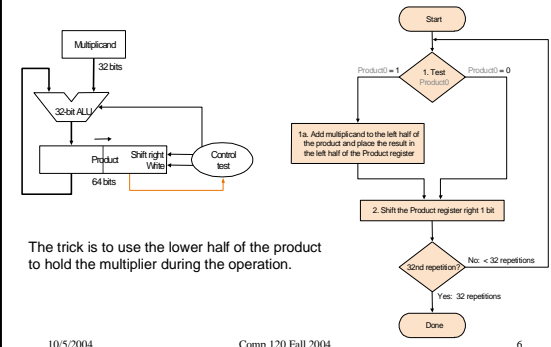 Multiplicand
32 bits
32-bit ALU
Product
Shift right
Write
Control
test
64 bits
The trick is to use the lower half of the product
to hold the multiplier during the operation.
Start
Product0 = 1
1. Test
Product0
Product0 = 0
1a. Add multiplicand to the left half of
the product and place the result in
the left half of the Product register
2. Shift the Product register right 1 bit
32nd repetition?
No: < 32 repetitions
Yes: 32 repetitions
Done
10/5/2004
Comp 120 Fall 2004
6